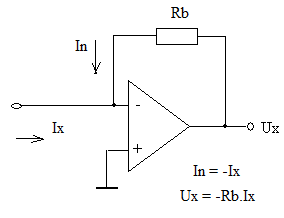 Rb
In
-
Ix
+
Ux
In = -Ix
Ux = -Rb.Ix